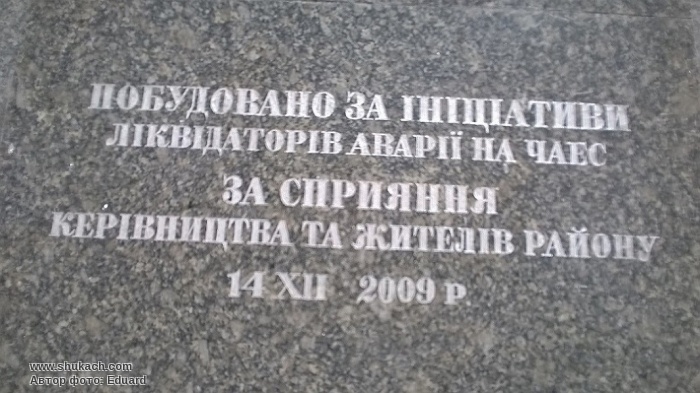 ПОБУДОВАНО ЗА ІНІЦІАТИВИ
ЛІКВІДАТОРІВ АВАРІЇ НА ЧАЕС
ЗА СПРИЯННЯ
КЕРІВНИЦТВА ТА ЖИТЕЛІВ РАЙОНУ
14 XII 2009 р.
www.shukach.com
Автор фото: Eduard